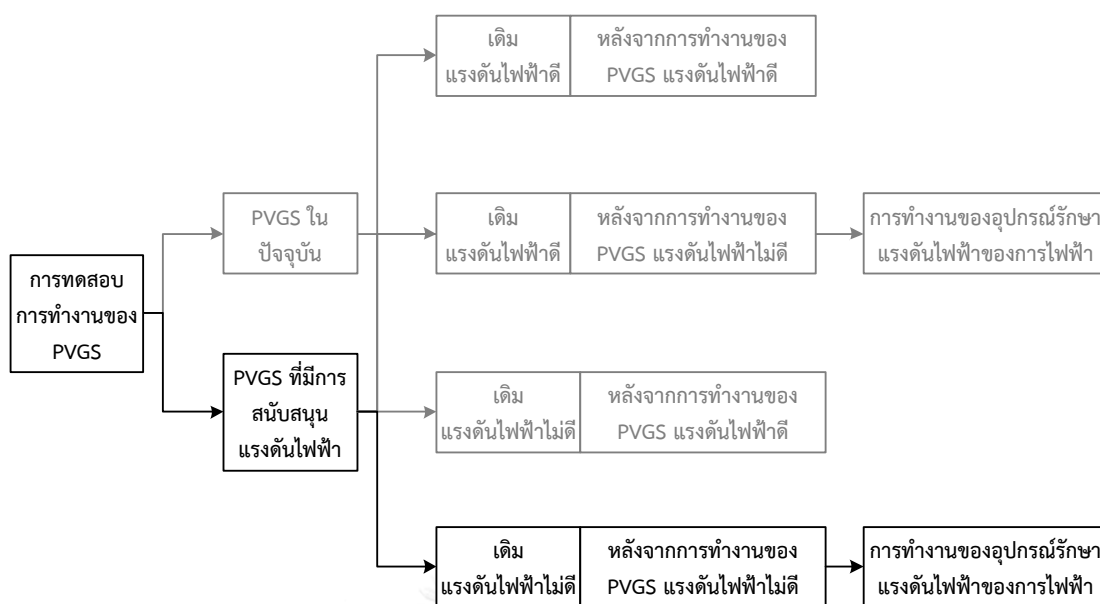 เดิม
แรงดันไฟฟ้าดี
หลังจากการทำงานของ
PVGS แรงดันไฟฟ้าดี
PVGS ใน
ปัจจุบัน
เดิม
แรงดันไฟฟ้าดี
หลังจากการทำงานของ
PVGS แรงดันไฟฟ้าไม่ดี
การทำงานของอุปกรณ์รักษา
แรงดันไฟฟ้าของการไฟฟ้า
การทดสอบ
การทำงานของ
PVGS
PVGS ที่มีการ
สนับสนุน
แรงดันไฟฟ้า
เดิม
แรงดันไฟฟ้าไม่ดี
หลังจากการทำงานของ
PVGS แรงดันไฟฟ้าดี
เดิม
แรงดันไฟฟ้าไม่ดี
หลังจากการทำงานของ
PVGS แรงดันไฟฟ้าไม่ดี
การทำงานของอุปกรณ์รักษา
แรงดันไฟฟ้าของการไฟฟ้า